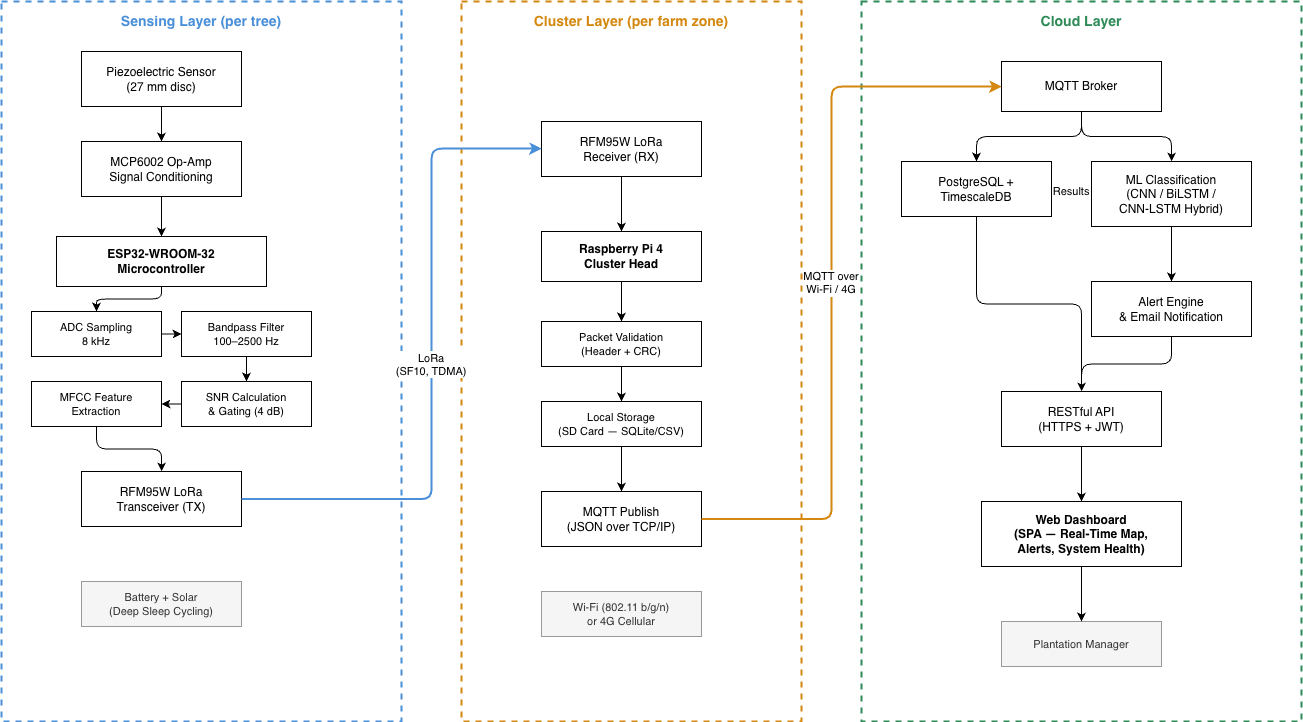 Sensing Layer (per tree)
Piezoelectric Sensor
(27 mm disc)
MCP6002 Op-Amp
Signal Conditioning
ESP32-WROOM-32
Microcontroller
ADC Sampling
8 kHz
Bandpass Filter
100–2500 Hz
MFCC Feature
Extraction
SNR Calculation
& Gating (4 dB)
RFM95W LoRa
Transceiver (TX)
Battery + Solar
(Deep Sleep Cycling)
LoRa
(SF10, TDMA)
Cluster Layer (per farm zone)
RFM95W LoRa
Receiver (RX)
Raspberry Pi 4
Cluster Head
Packet Validation
(Header + CRC)
Local Storage
(SD Card — SQLite/CSV)
MQTT Publish
(JSON over TCP/IP)
Wi-Fi (802.11 b/g/n)
or 4G Cellular
MQTT over
Wi-Fi / 4G
Cloud Layer
MQTT Broker
PostgreSQL +
TimescaleDB
Results
ML Classification
(CNN / BiLSTM /
CNN-LSTM Hybrid)
Alert Engine
& Email Notification
RESTful API
(HTTPS + JWT)
Web Dashboard
(SPA — Real-Time Map,
Alerts, System Health)
Plantation Manager